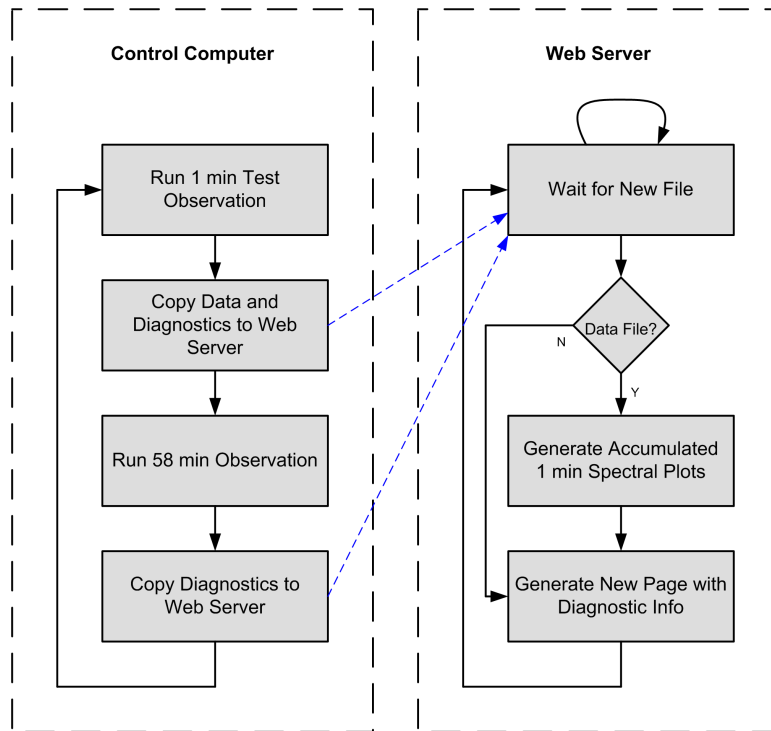 Control Computer
Run 1 min Test
Observation
Copy Data and
Diagnostics to Web
Server
Run 58 min Observation
Copy Diagnostics to
Web Server
Web Server
Wait for New File
Data File?
N
Y
Generate Accumulated
1 min Spectral Plots
Generate New Page with
Diagnostic Info